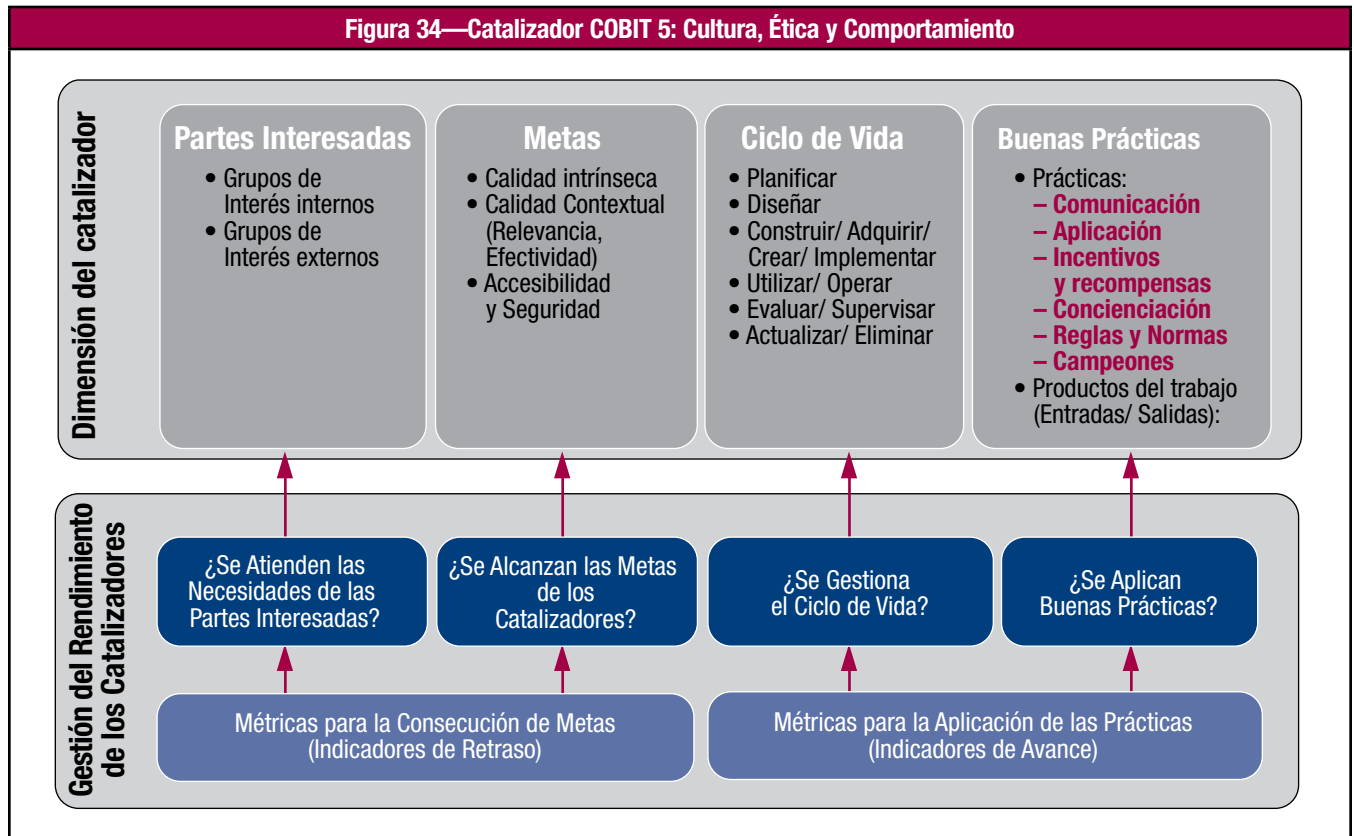 Figura 34—Catalizador COBIT 5: Cultura, Ética y Comportamiento
Dimensión del catalizador
Partes Interesadas
• Grupos de
Interés internos
• Grupos de
Interés externos
Metas
• Calidad intrínseca
• Calidad Contextual
(Relevancia,
Efectividad)
• Accesibilidad
y Seguridad
Ciclo de Vida
• Planificar
• Diseñar
• Construir/ Adquirir/
Crear/ Implementar
• Utilizar/ Operar
• Evaluar/ Supervisar
• Actualizar/ Eliminar
Buenas Prácticas
• Prácticas:
– Comunicación
– Aplicación
– Incentivos
y recompensas
– Concienciación
– Reglas y Normas
– Campeones
• Productos del trabajo
(Entradas/ Salidas):
Gestión del Rendimiento
de los Catalizadores
¿Se Atienden las
Necesidades de las
Partes Interesadas?
¿Se Alcanzan las Metas
de los
Catalizadores?
¿Se Gestiona
el Ciclo de Vida?
¿Se Aplican
Buenas Prácticas?
Métricas para la Consecución de Metas
(Indicadores de Retraso)
Métricas para la Aplicación de las Prácticas
(Indicadores de Avance)